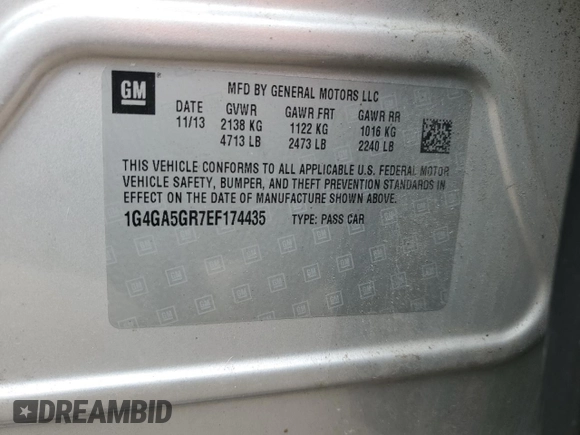 GM
MFD BY GENERAL MOTORS LLC
DATE GVWR GAWR FRT GAWR RR
11/13 2138 KG 1122 KG 1016 KG
4713 LB 2473 LB 2240 LB
THIS VEHICLE CONFORMS TO ALL APPLICABLE U.S. FEDERAL MOTOR
VEHICLE SAFETY, BUMPER, AND THEFT PREVENTION STANDARDS IN
EFFECT ON THE DATE OF MANUFACTURE SHOWN ABOVE.
1G4GA5GR7EF174435 TYPE: PASS CAR
DREAMBID